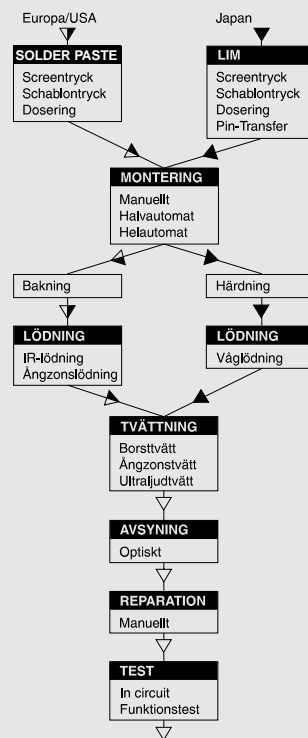 Europa/USA
Japan
SOLDER PASTE
Screentryck
Schablontryck
Dosering
LIM
Screentryck
Schablontryck
Dosering
Pin-Transfer
MONTERING
Manuellt
Halvautomat
Helautomat
Bakning
Härdning
LÖDNING
IR-lödning
Ångzonslödning
LÖDNING
Våglödning
TVÄTTNING
Borsttvätt
Ångzonstvätt
Ultraljudtvätt
AVSYNING
Optiskt
REPARATION
Manuellt
TEST
In circuit
Funktionstest